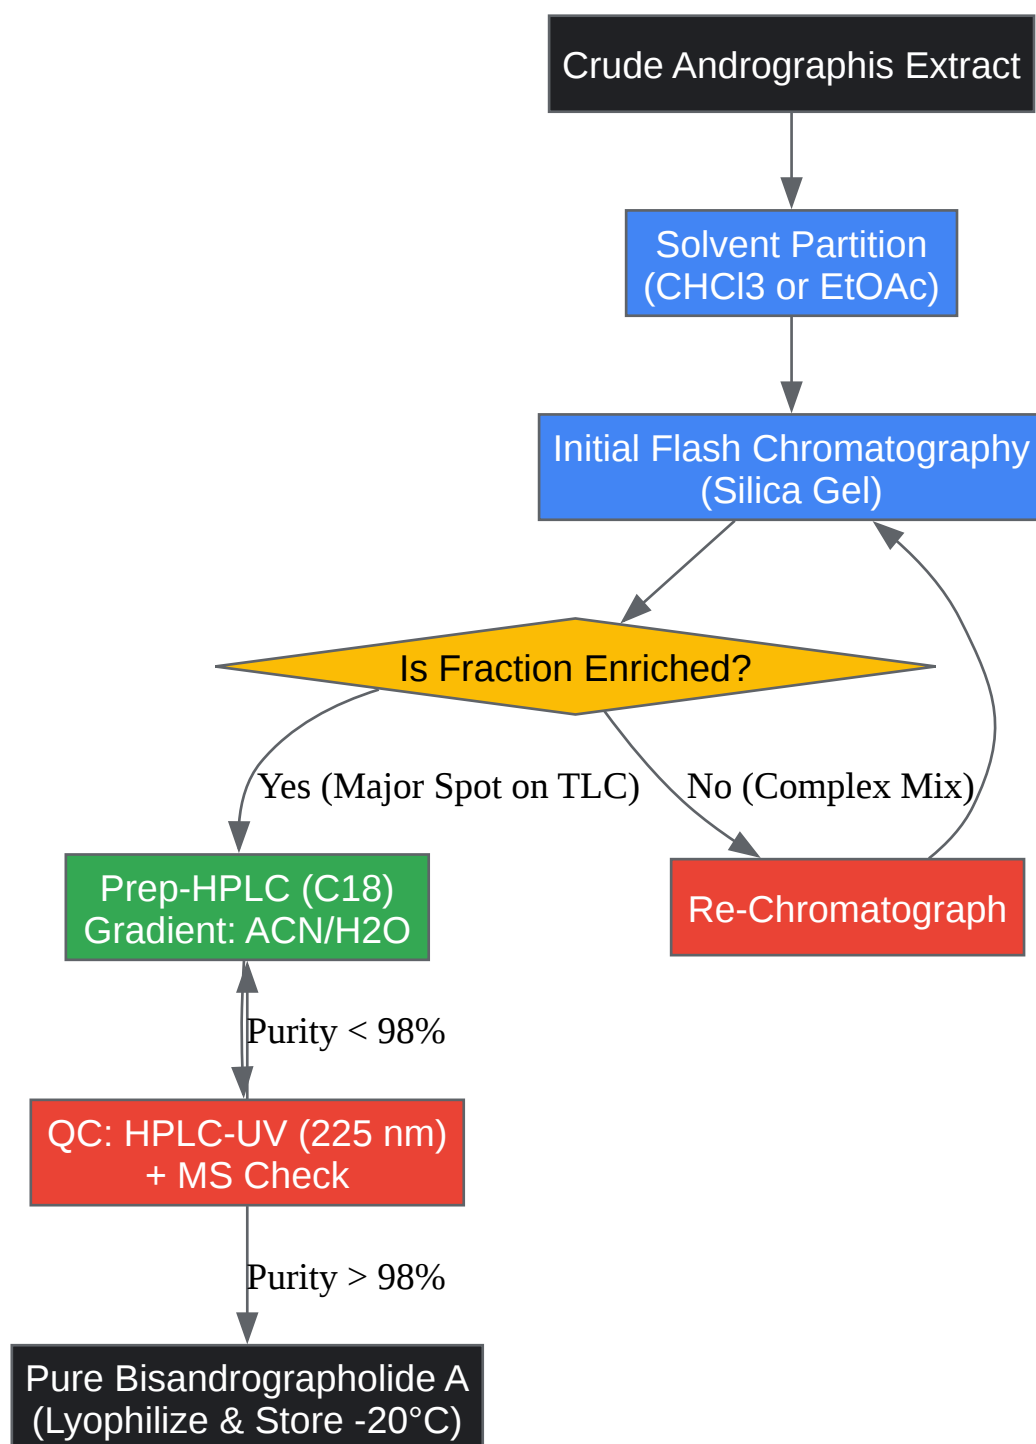 Crude Andrographis Extract
Solvent Partition
(CHCl3 or EtOAc)
Initial Flash Chromatography
(Silica Gel)
Is Fraction Enriched?
Yes (Major Spot on TLC)
No (Complex Mix)
Prep-HPLC (C18)
Gradient: ACN/H2O
Re-Chromatograph
Purity < 98%
QC: HPLC-UV (225 nm)
+ MS Check
Purity > 98%
Pure Bisandrographolide A
(Lyophilize & Store -20°C)